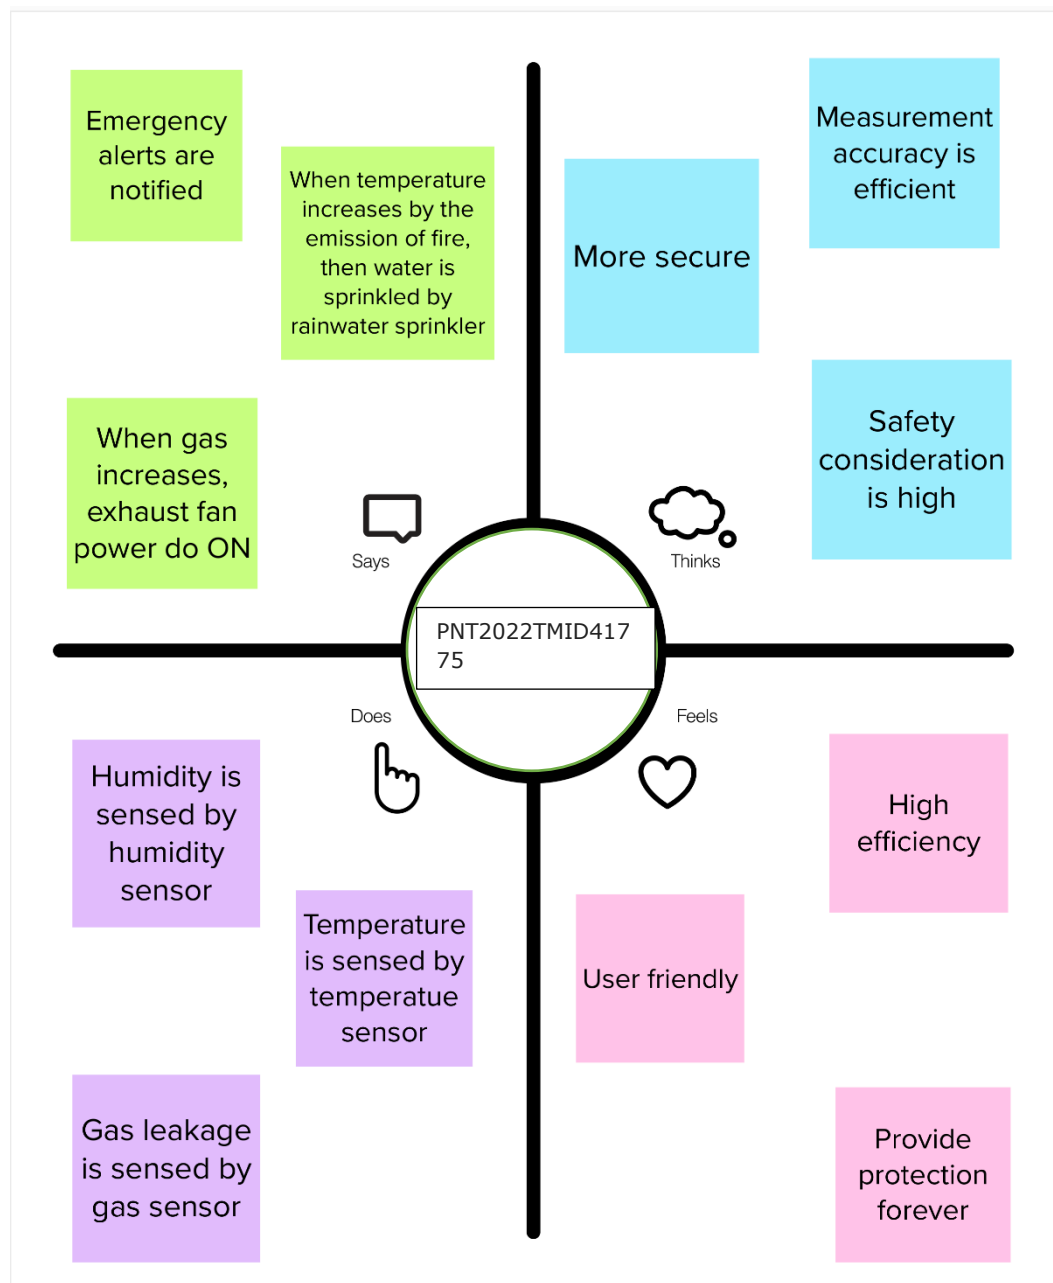 Emergency
alerts are
notified
When temperature
increases by the
emission of fire,
then water is
sprinkled by
rainwater sprinkler
When gas
increases,
exhaust fan
power do ON
Says
More secure
Measurement
accuracy is
efficient
Safety
consideration
is high
Thinks
PNT2022TMID417
75
Does
Humidity is
sensed by
humidity
sensor
Temperature
is sensed by
temperatue
sensor
Gas leakage
is sensed by
gas sensor
Feels
High
efficiency
User friendly
Provide
protection
forever